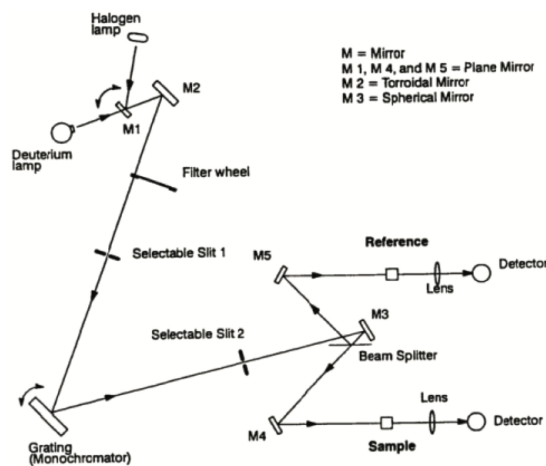 Halogen
lamp
M2
M1
Deuterium
lamp
Filter wheel
Selectable Slit 1
M = Mirror
M 1, M 4, and M 5 = Plane Mirror
M 2 = Torroidal Mirror
M 3 = Spherical Mirror
Reference
M5
Detector
Lens
M3
Selectable Slit 2
Beam Splitter
Lens
M4
Detector
Sample
Grating
(Monochromator)